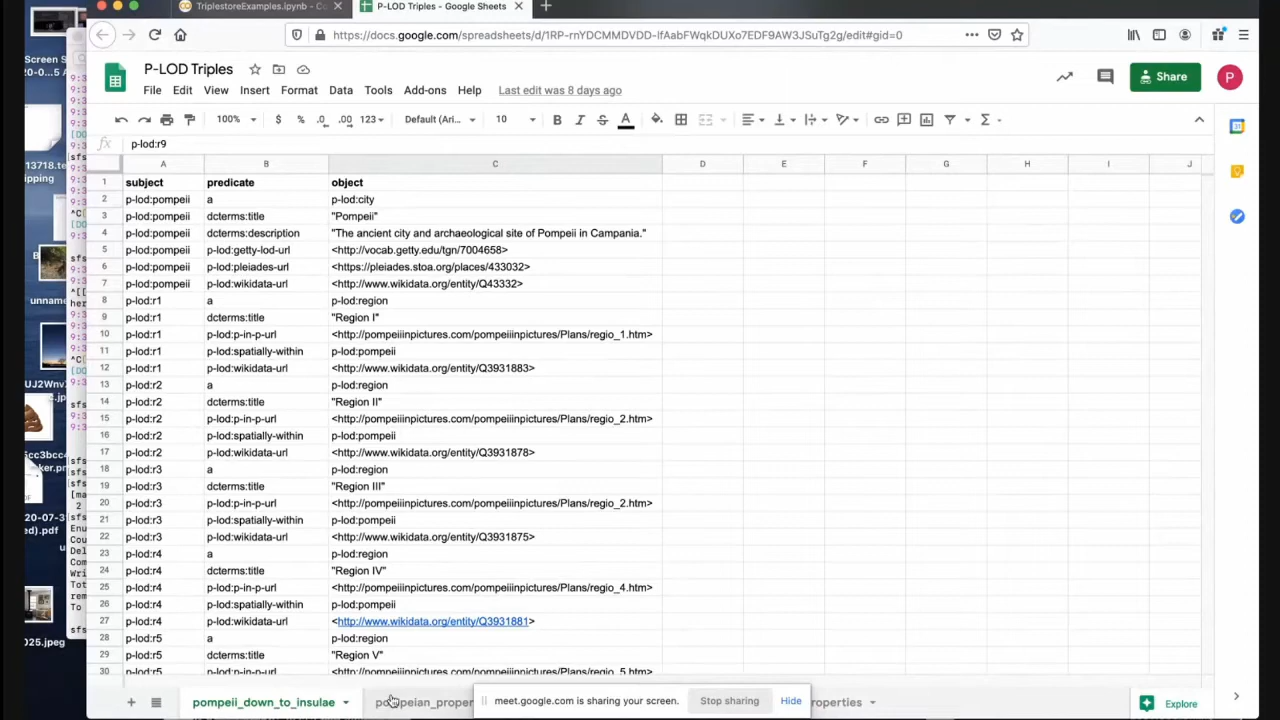 TriplestoreExamples.ipynb - Co
P-LOD Triples - Google Sheets
https://docs.google.com/spreadsheets/d/1RP-rnYDCMMDVDD-IfAabFWqkDUXo7EDF9AW3JSuTg2g/edit#gid=0
P-LOD Triples
File Edit View Insert Format Data Tools Add-ons Help Last edit was 8 days ago
Share
P
100% $ % .0 .00 123 Default (Ari... 10 B I S A
fx p-lod:r9
A B C D E F G H I J
1 subject predicate object
2 p-lod:pompeii a p-lod:city
3 p-lod:pompeii dcterms:title "Pompeii"
4 p-lod:pompeii dcterms:description "The ancient city and archaeological site of Pompeii in Campania."
5 p-lod:pompeii p-lod:getty-lod-url <http://vocab.getty.edu/tgn/7004658>
6 p-lod:pompeii p-lod:pleiades-url <https://pleiades.stoa.org/places/433032>
7 p-lod:pompeii p-lod:wikidata-url <http://www.wikidata.org/entity/Q43332>
8 p-lod:r1 a p-lod:region
9 p-lod:r1 dcterms:title "Region I"
10 p-lod:r1 p-lod:p-in-p-url <http://pompeiiinpictures.com/pompeiiinpictures/Plans/regio_1.htm>
11 p-lod:r1 p-lod:spatially-within p-lod:pompeii
12 p-lod:r1 p-lod:wikidata-url <http://www.wikidata.org/entity/Q3931883>
13 p-lod:r2 a p-lod:region
14 p-lod:r2 dcterms:title "Region II"
15 p-lod:r2 p-lod:p-in-p-url <http://pompeiiinpictures.com/pompeiiinpictures/Plans/regio_2.htm>
16 p-lod:r2 p-lod:spatially-within p-lod:pompeii
17 p-lod:r2 p-lod:wikidata-url <http://www.wikidata.org/entity/Q3931878>
18 p-lod:r3 a p-lod:region
19 p-lod:r3 dcterms:title "Region III"
20 p-lod:r3 p-lod:p-in-p-url <http://pompeiiinpictures.com/pompeiiinpictures/Plans/regio_2.htm>
21 p-lod:r3 p-lod:spatially-within p-lod:pompeii
22 p-lod:r3 p-lod:wikidata-url <http://www.wikidata.org/entity/Q3931875>
23 p-lod:r4 a p-lod:region
24 p-lod:r4 dcterms:title "Region IV"
25 p-lod:r4 p-lod:p-in-p-url <http://pompeiiinpictures.com/pompeiiinpictures/Plans/regio_4.htm>
26 p-lod:r4 p-lod:spatially-within p-lod:pompeii
27 p-lod:r4 p-lod:wikidata-url <http://www.wikidata.org/entity/Q3931881>
28 p-lod:r5 a p-lod:region
29 p-lod:r5 dcterms:title "Region V"
30 p-lod:r5 p-lod:p-in-p-url <http://pompeiiinpictures.com/pompeiiinpictures/Plans/regio_5.htm>
pompeii_down_to_insulae
meet.google.com is sharing your screen. Stop sharing Hide
roperties
Explore